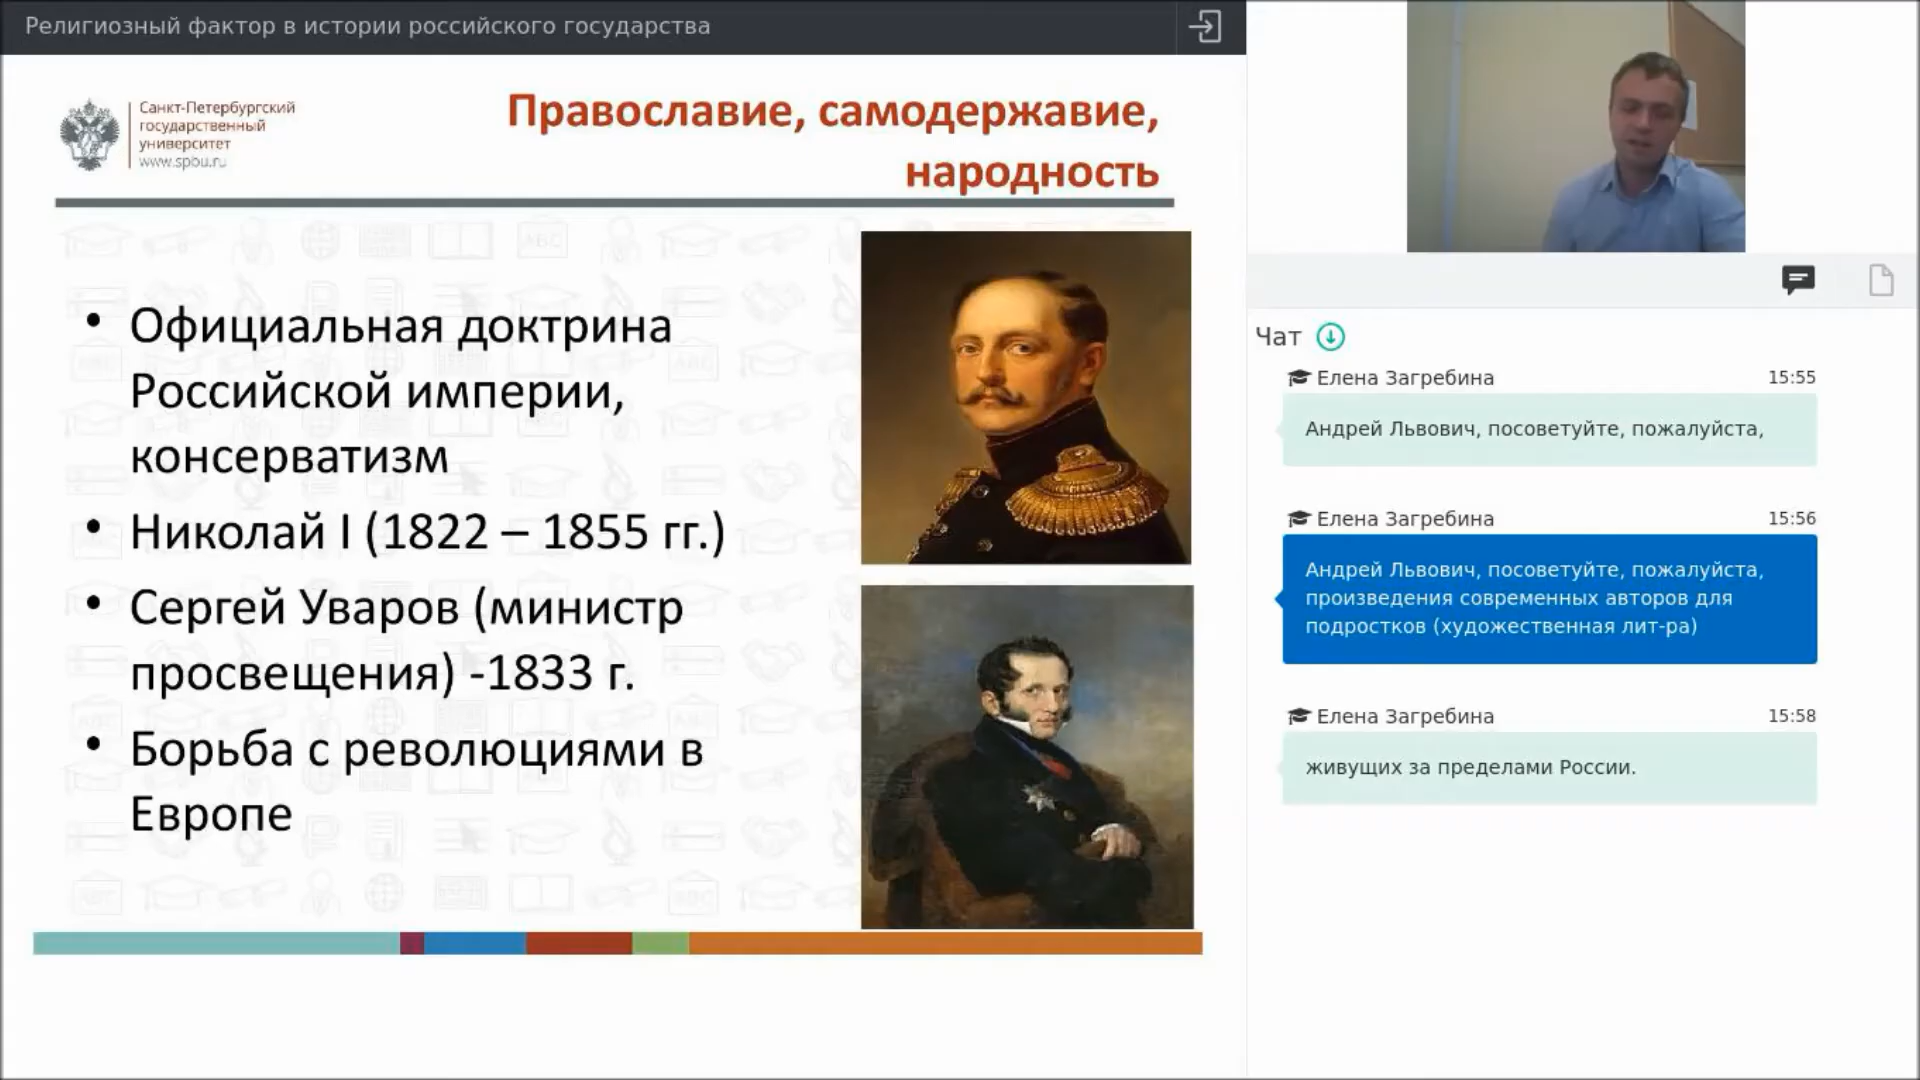 Религиозный фактор в истории российского государства
Санкт-Петербургский
государственный
университет
www.spbu.ru
Православие, самодержавие,
народность
• Официальная доктрина
Российской империи,
консерватизм
• Николай I (1822 – 1855 гг.)
• Сергей Уваров (министр
просвещения) -1833 г.
• Борьба с революциями в
Европе
Чат
Елена Загребина 15:55
Андрей Львович, посоветуйте, пожалуйста,
Елена Загребина 15:56
Андрей Львович, посоветуйте, пожалуйста,
произведения современных авторов для
подростков (художественная лит-ра)
Елена Загребина 15:58
живущих за пределами России.